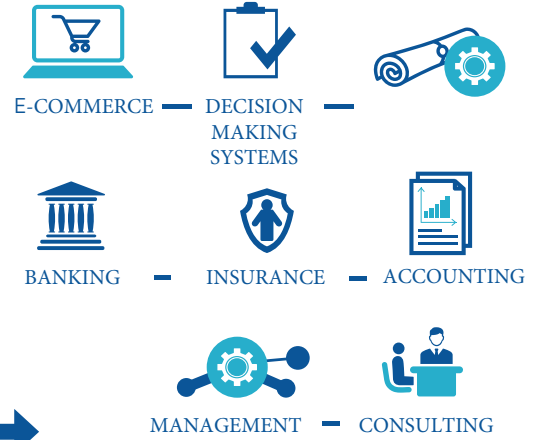 E-COMMERCE — DECISION —
MAKING
SYSTEMS
BANKING – INSURANCE – ACCOUNTING
MANAGEMENT – CONSULTING